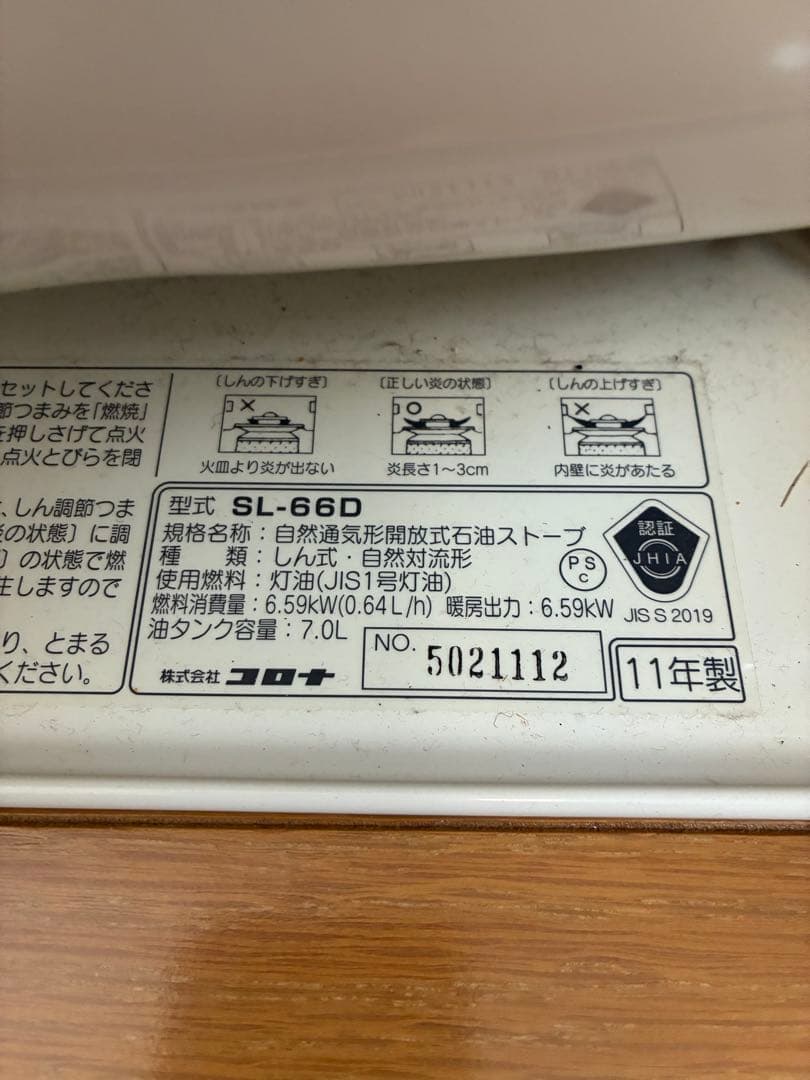 セットしてくださ
節つまみを「燃焼」
を押しさげて点火
点火とびらを閉
、しん調節つま
炎の状態〕に調
〕の状態で燃
生しますので
り、とまる
ください。
〔しんの下げすぎ〕
火皿より炎が出ない
〔正しい炎の状態〕
炎長さ1〜3cm
〔しんの上げすぎ〕
内壁に炎があたる
型式 SL-66D
規格名称：自然通気形開放式石油ストーブ
種 類：しん式・自然対流形
使用燃料：灯油(JIS1号灯油)
燃料消費量：6.59kW(0.64L/h) 暖房出力：6.59kW
油タンク容量：7.0L
株式会社 コロナ
NO. 5021112
PS
C
認証
JHIA
JIS S 2019
11年製